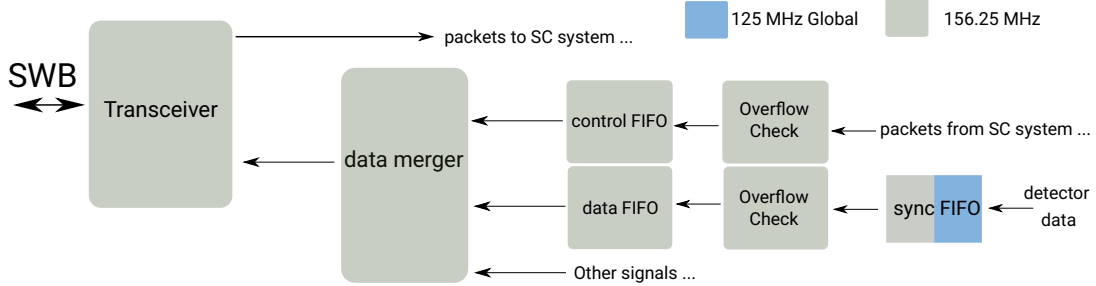 125 MHz Global
156.25 MHz
packets to SC system ...
SWB
Transceiver
data merger
control FIFO
Overflow
Check
packets from SC system ...
data FIFO
Overflow
Check
sync FIFO
detector
data
Other signals ...